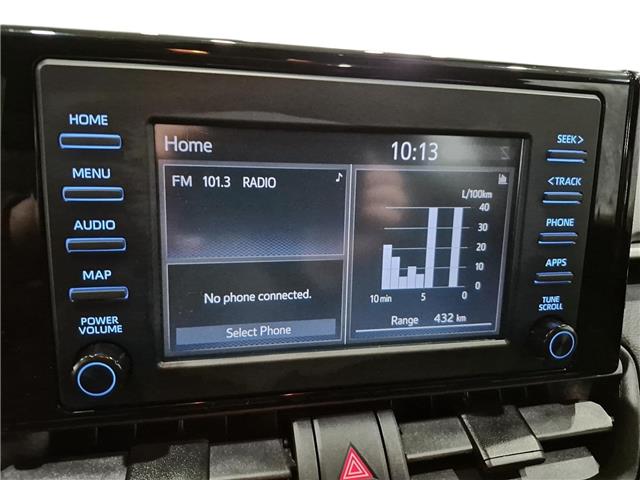 HOME
MENU
AUDIO
MAP
POWER
VOLUME
Home 10:13
FM 101.3 RADIO
No phone connected.
Select Phone
L/100km
40
30
20
10
0
10 min 5 0
Range 432 km
SEEK>
<TRACK
PHONE
APPS
TUNE
SCROLL